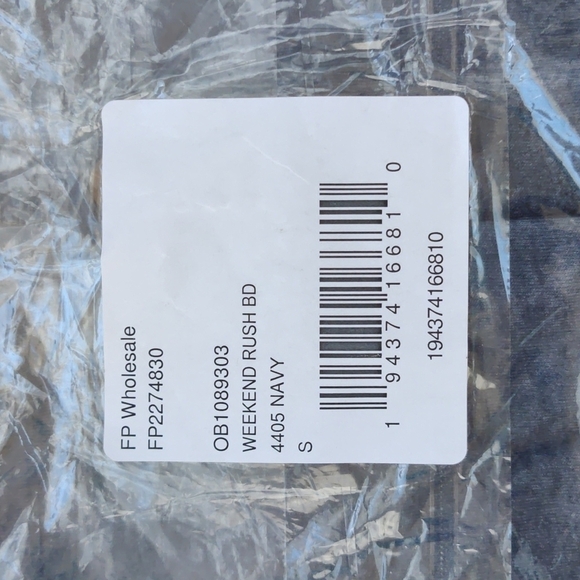 FP Wholesale
FP2274830
OB1089303
WEEKEND RUSH BD
4405 NAVY
S
1 94374 16681 0
194374166810